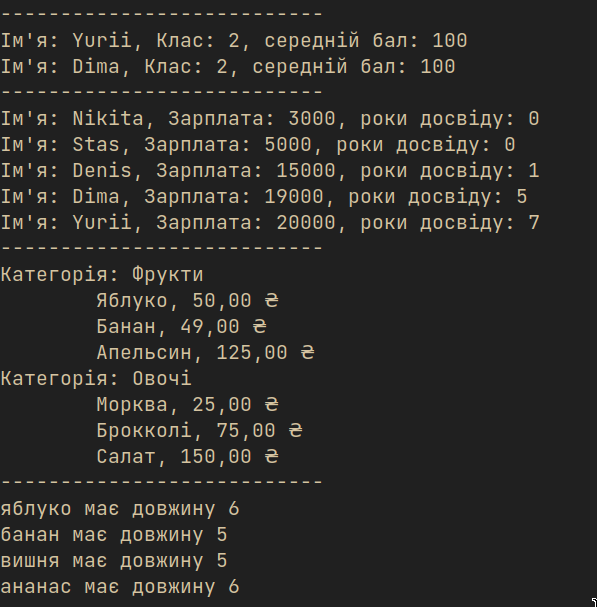 ---------------------------
Ім'я: Yurii, Клас: 2, середній бал: 100
Ім'я: Dima, Клас: 2, середній бал: 100
---------------------------
Ім'я: Nikita, Зарплата: 3000, роки досвіду: 0
Ім'я: Stas, Зарплата: 5000, роки досвіду: 0
Ім'я: Denis, Зарплата: 15000, роки досвіду: 1
Ім'я: Dima, Зарплата: 19000, роки досвіду: 5
Ім'я: Yurii, Зарплата: 20000, роки досвіду: 7
---------------------------
Категорія: Фрукти
        Яблуко, 50,00 ₴
        Банан, 49,00 ₴
        Апельсин, 125,00 ₴
Категорія: Овочі
        Морква, 25,00 ₴
        Брокколі, 75,00 ₴
        Салат, 150,00 ₴
---------------------------
яблуко має довжину 6
банан має довжину 5
вишня має довжину 5
ананас має довжину 6